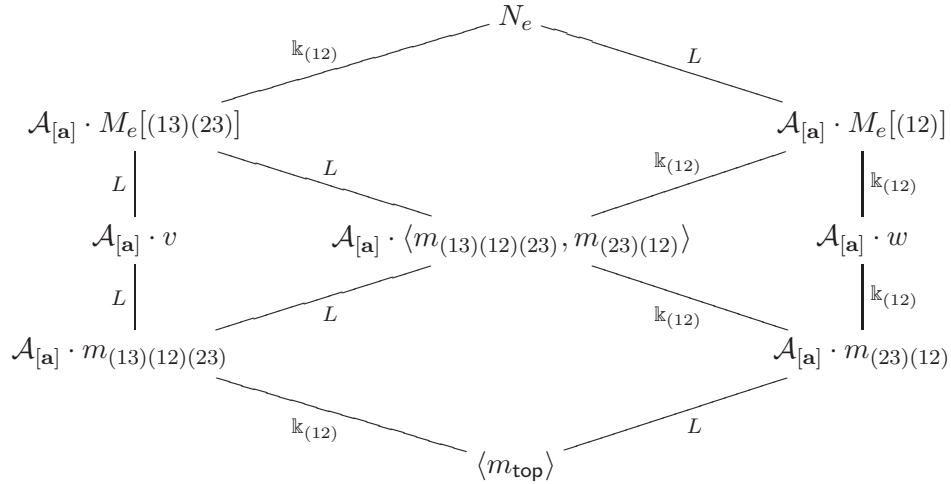 N_e
𝕜_(12) L
𝒜_[𝐚] · M_e[(13)(23)] 𝒜_[𝐚] · M_e[(12)]
L L 𝕜_(12) 𝕜_(12)
𝒜_[𝐚] · v 𝒜_[𝐚] · ⟨m_(13)(12)(23), m_(23)(12)⟩ 𝒜_[𝐚] · w
L L 𝕜_(12) 𝕜_(12)
𝒜_[𝐚] · m_(13)(12)(23) 𝒜_[𝐚] · m_(23)(12)
𝕜_(12) L
⟨m_top⟩